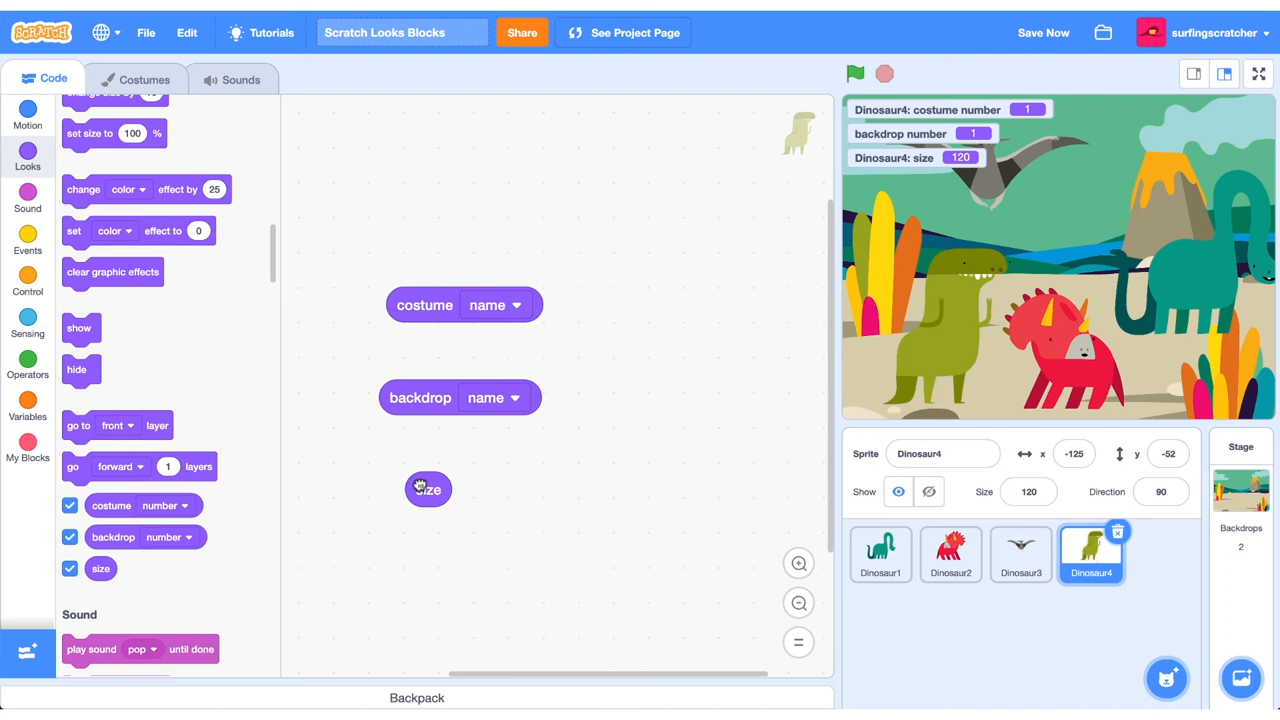 SCRATCH File Edit Tutorials Scratch Looks Blocks Share See Project Page Save Now surfingscratcher
Code Costumes Sounds
Motion
Looks
Sound
Events
Control
Sensing
Operators
Variables
My Blocks
change size by 10
set size to 100 %
change color effect by 25
set color effect to 0
clear graphic effects
show
hide
go to front layer
go forward 1 layers
costume number
backdrop number
size
Sound
play sound pop until done
costume name
backdrop name
size
Backpack
Dinosaur4: costume number 1
backdrop number 1
Dinosaur4: size 120
Sprite Dinosaur4 x -125 y -52
Show Size 120 Direction 90
Dinosaur1 Dinosaur2 Dinosaur3 Dinosaur4
Stage
Backdrops
2